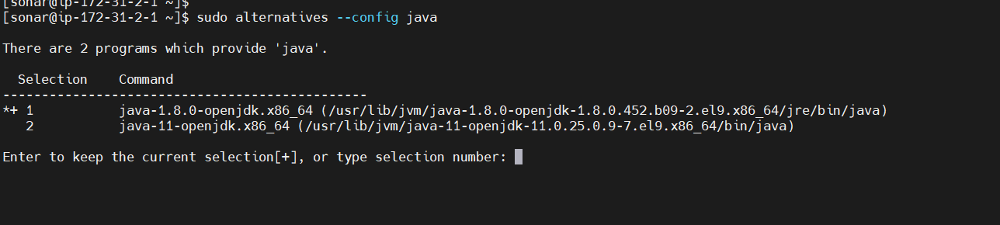 [sonar@ip-172-31-2-1 ~]$
[sonar@ip-172-31-2-1 ~]$ sudo alternatives --config java
There are 2 programs which provide 'java'.
Selection    Command
-----------------------------------------------
*+ 1           java-1.8.0-openjdk.x86_64 (/usr/lib/jvm/java-1.8.0-openjdk-1.8.0.452.b09-2.el9.x86_64/jre/bin/java)
2           java-11-openjdk.x86_64 (/usr/lib/jvm/java-11-openjdk-11.0.25.0.9-7.el9.x86_64/bin/java)
Enter to keep the current selection[+], or type selection number: